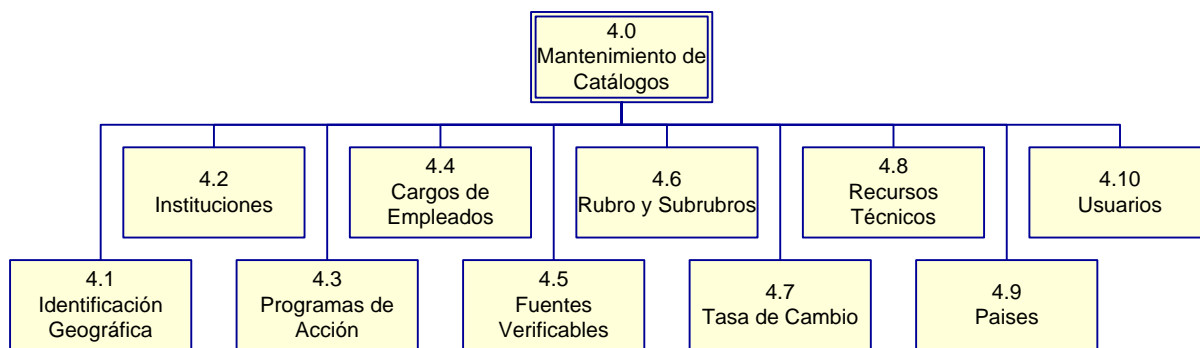 4.0
Mantenimiento de
Catálogos
4.2
Instituciones
4.4
Cargos de
Empleados
4.6
Rubro y Subrubros
4.8
Recursos
Técnicos
4.10
Usuarios
4.1
Identificación
Geográfica
4.3
Programas de
Acción
4.5
Fuentes
Verificables
4.7
Tasa de Cambio
4.9
Paises